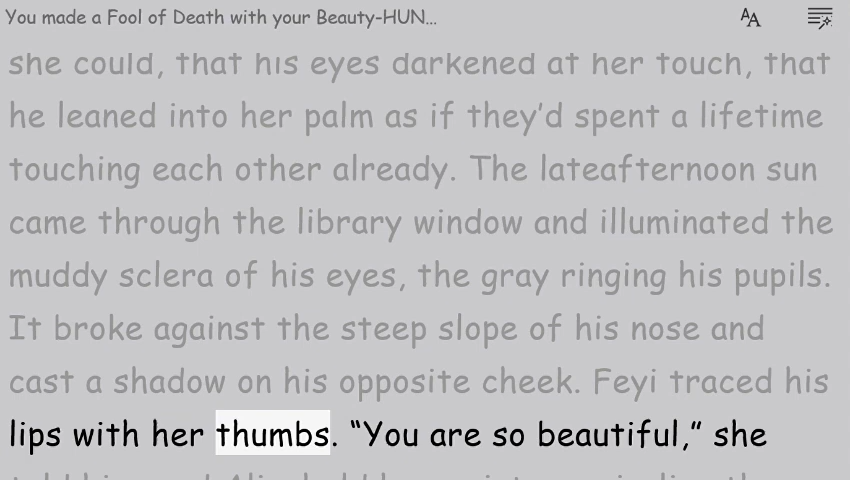 You made a Fool of Death with your Beauty-HUN...
AA
she could, that his eyes darkened at her touch, that
he leaned into her palm as if they’d spent a lifetime
touching each other already. The lateafternoon sun
came through the library window and illuminated the
muddy sclera of his eyes, the gray ringing his pupils.
It broke against the steep slope of his nose and
cast a shadow on his opposite cheek. Feyi traced his
lips with her thumbs. “You are so beautiful,” she